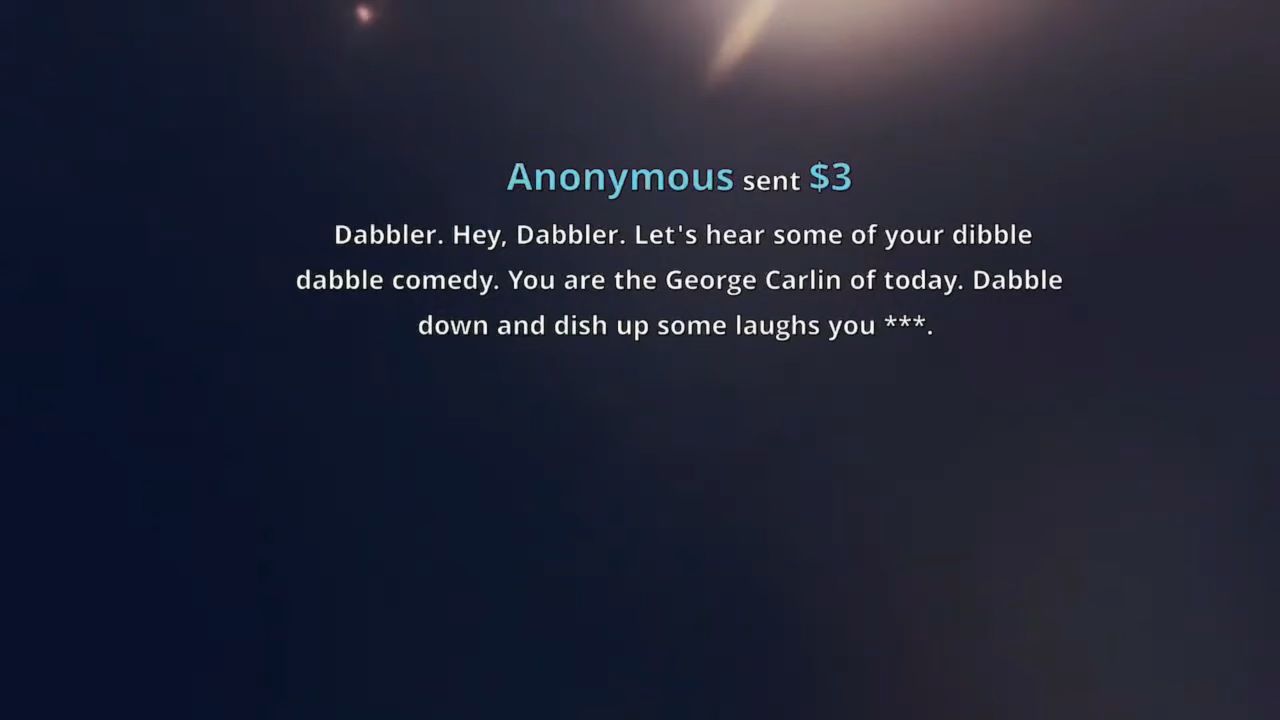 Anonymous sent $3
Dabbler. Hey, Dabbler. Let's hear some of your dibble
dabble comedy. You are the George Carlin of today. Dabble
down and dish up some laughs you ***.